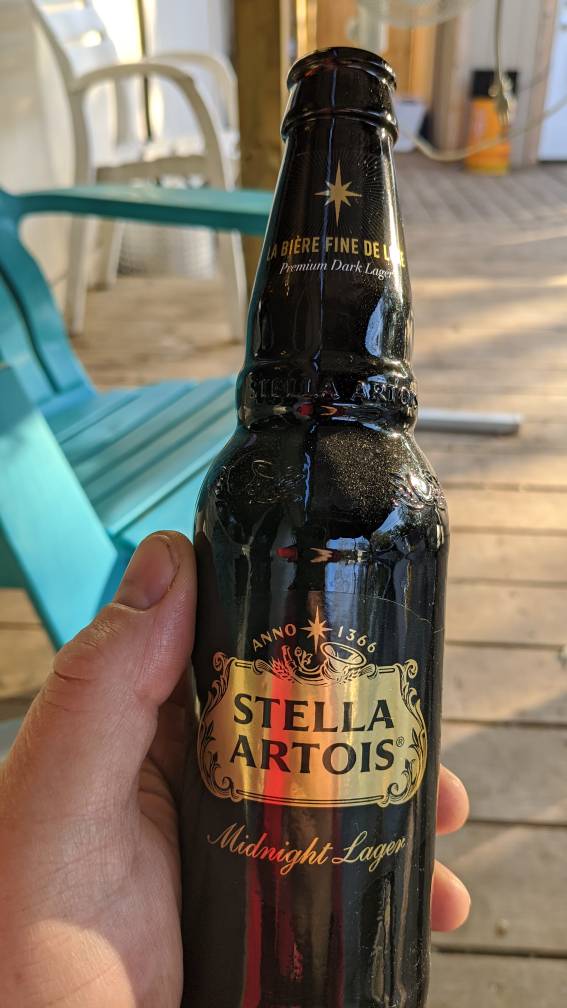 LA BIÈRE FINE DE
Premium Dark Lager
STELLA ARTOIS
ANNO 1366
STELLA
ARTOIS®
Midnight Lager